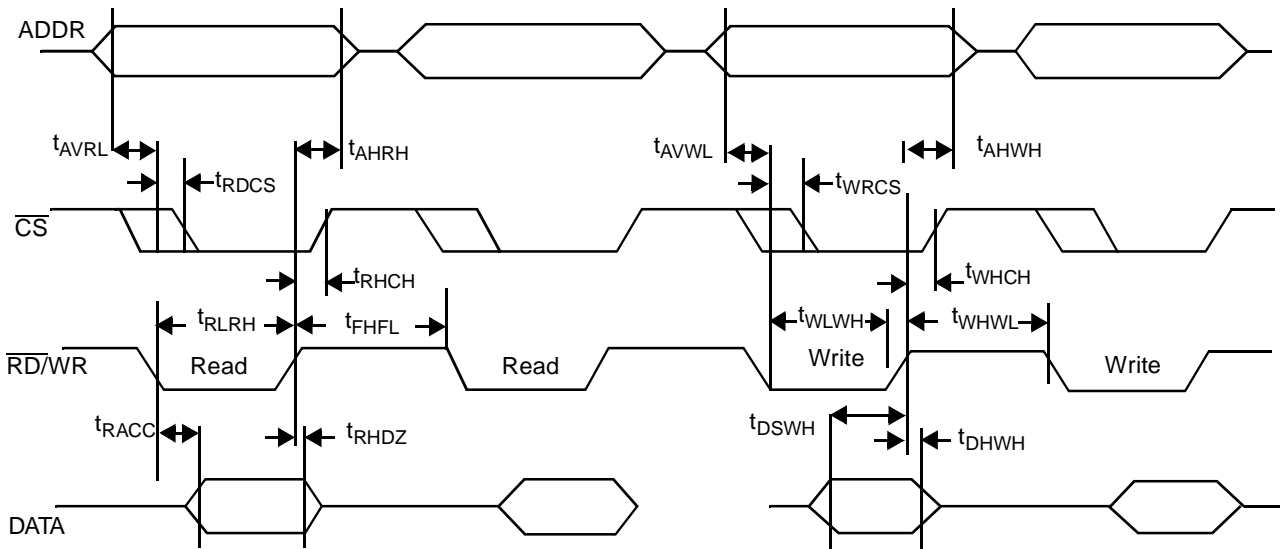 ADDR
tAVRL
tAHRH
tAVWL
tAHWH
tRDCS
tWRCS
CS
tRHCH
tWHCH
tRLRH
tFHFL
tWLWH
tWHWL
RD/WR
Read
Read
Write
Write
tRACC
tRHDZ
tDSWH
tDHWH
DATA